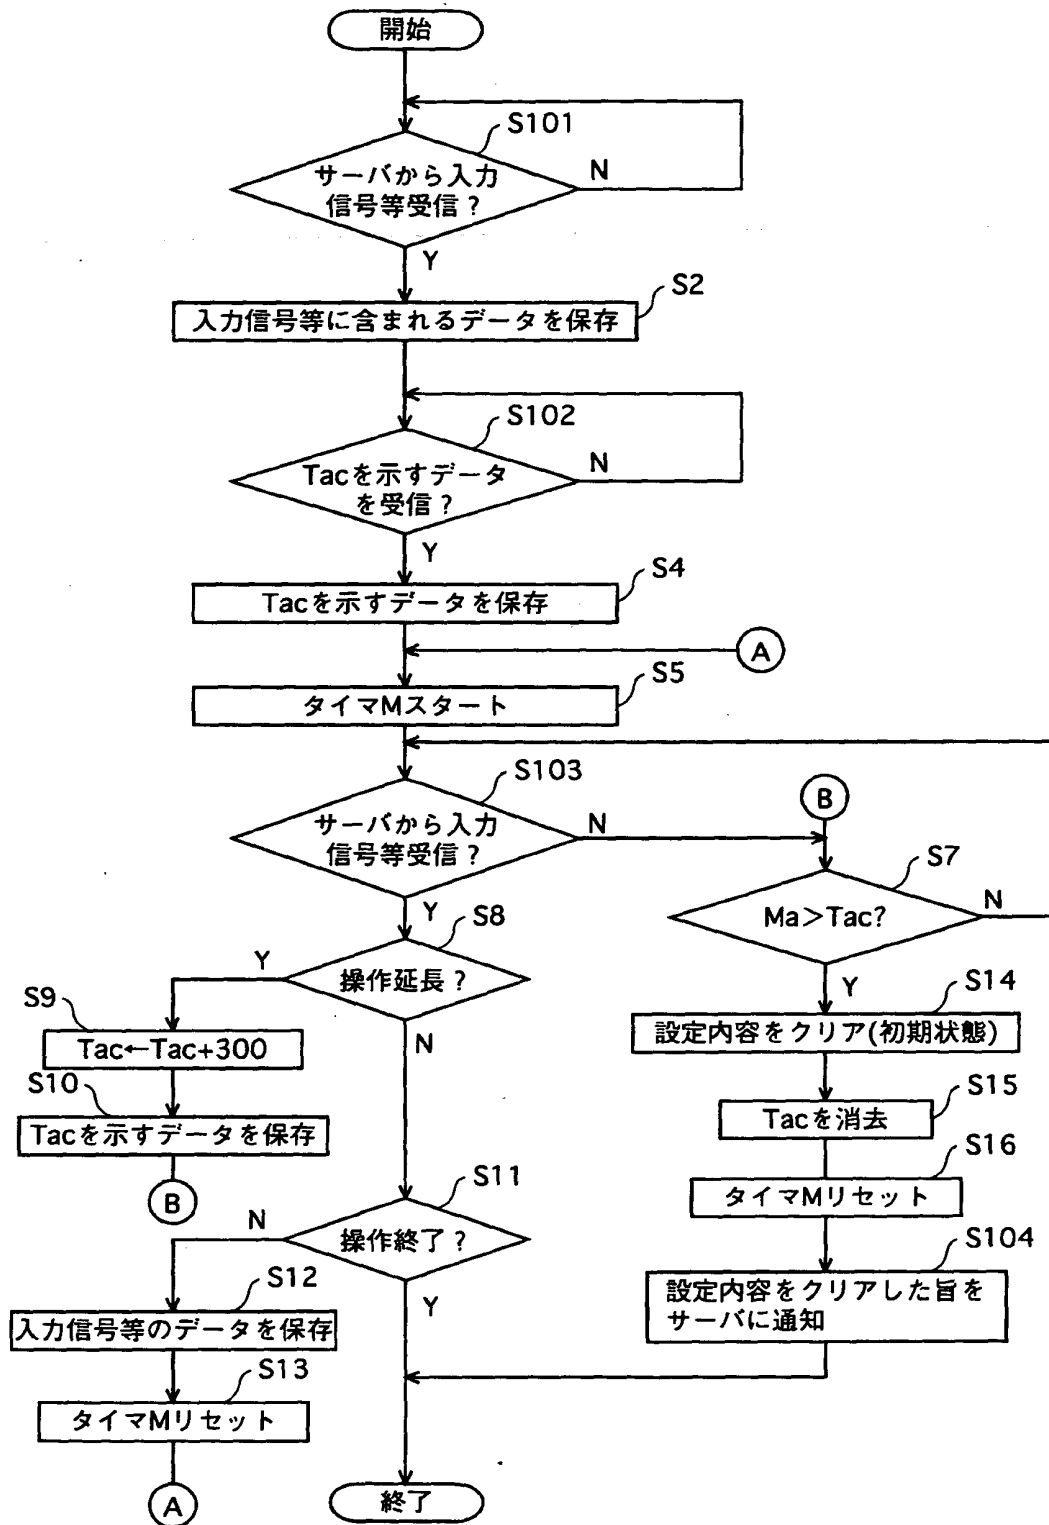 開始
S101
サーバから入力
信号等受信？
N
Y
S2
入力信号等に含まれるデータを保存
S102
Tacを示すデータ
を受信？
N
Y
S4
Tacを示すデータを保存
A
S5
タイマMスタート
S103
サーバから入力
信号等受信？
N
Y
B
S7
Ma>Tac?
N
Y
S8
操作延長？
Y
N
S9
Tac←Tac+300
S10
Tacを示すデータを保存
B
S14
設定内容をクリア(初期状態)
S15
Tacを消去
S16
タイマMリセット
S104
設定内容をクリアした旨を
サーバに通知
S11
操作終了？
N
Y
S12
入力信号等のデータを保存
S13
タイマMリセット
A
終了